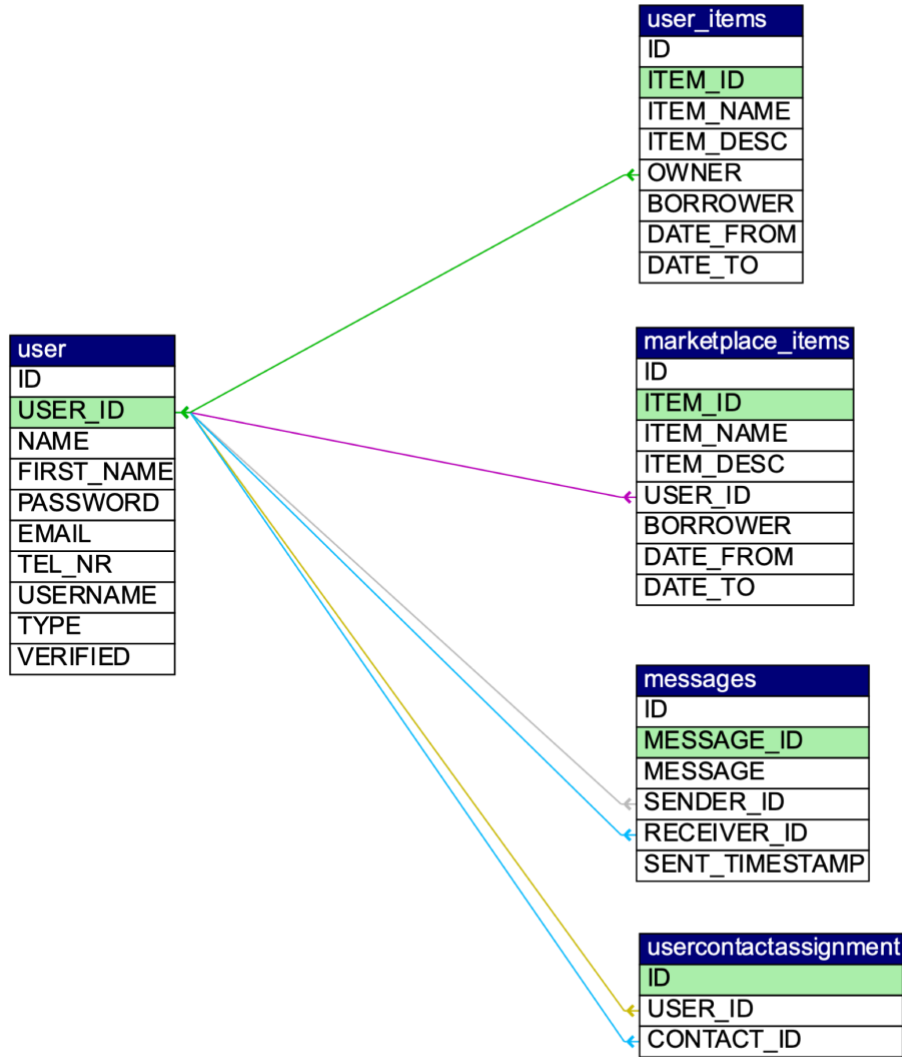 user_items
ID
ITEM_ID
ITEM_NAME
ITEM_DESC
OWNER
BORROWER
DATE_FROM
DATE_TO
user
ID
USER_ID
NAME
FIRST_NAME
PASSWORD
EMAIL
TEL_NR
USERNAME
TYPE
VERIFIED
marketplace_items
ID
ITEM_ID
ITEM_NAME
ITEM_DESC
USER_ID
BORROWER
DATE_FROM
DATE_TO
messages
ID
MESSAGE_ID
MESSAGE
SENDER_ID
RECEIVER_ID
SENT_TIMESTAMP
usercontactassignment
ID
USER_ID
CONTACT_ID